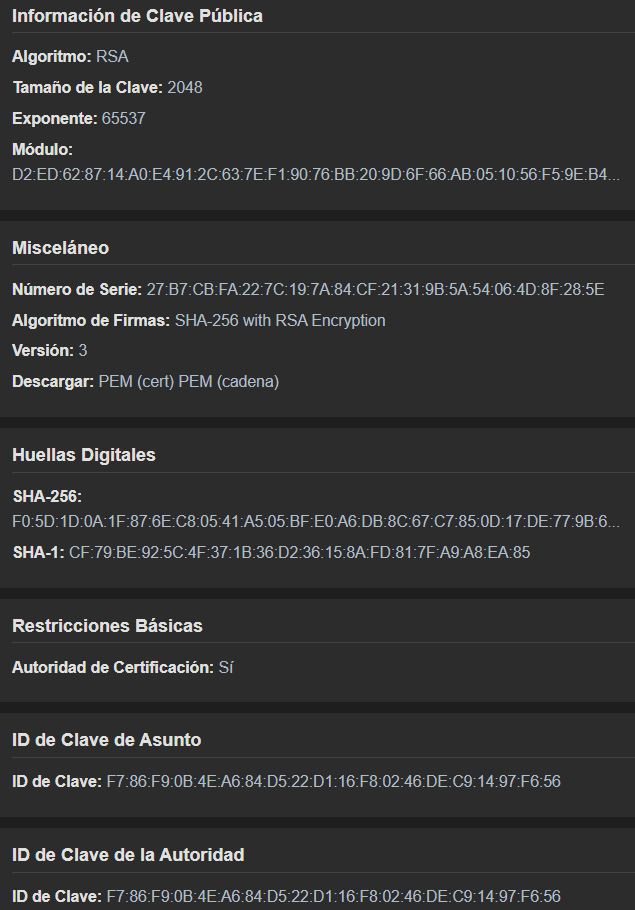 Información de Clave Pública
Algoritmo: RSA
Tamaño de la Clave: 2048
Exponente: 65537
Módulo:
D2:ED:62:87:14:A0:E4:91:2C:63:7E:F1:90:76:BB:20:9D:6F:66:AB:05:10:56:F5:9E:B4...
Misceláneo
Número de Serie: 27:B7:CB:FA:22:7C:19:7A:84:CF:21:31:9B:5A:54:06:4D:8F:28:5E
Algoritmo de Firmas: SHA-256 with RSA Encryption
Versión: 3
Descargar: PEM (cert) PEM (cadena)
Huellas Digitales
SHA-256:
F0:5D:1D:0A:1F:87:6E:C8:05:41:A5:05:BF:E0:A6:DB:8C:67:C7:85:0D:17:DE:77:9B:6...
SHA-1: CF:79:BE:92:5C:4F:37:1B:36:D2:36:15:8A:FD:81:7F:A9:A8:EA:85
Restricciones Básicas
Autoridad de Certificación: Sí
ID de Clave de Asunto
ID de Clave: F7:86:F9:0B:4E:A6:84:D5:22:D1:16:F8:02:46:DE:C9:14:97:F6:56
ID de Clave de la Autoridad
ID de Clave: F7:86:F9:0B:4E:A6:84:D5:22:D1:16:F8:02:46:DE:C9:14:97:F6:56